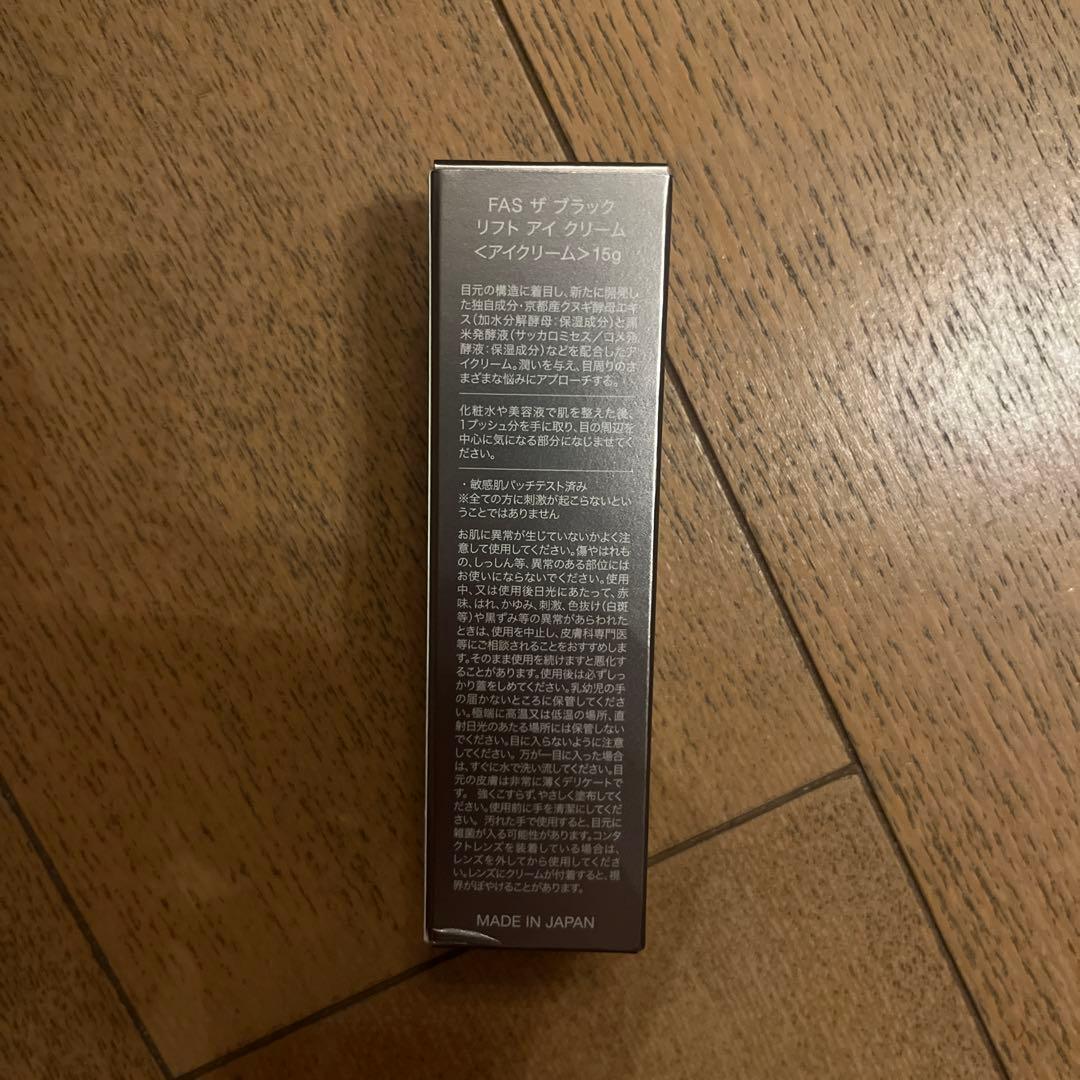 FAS ザ ブラック
リフト アイ クリーム
＜アイクリーム＞15g
目元の構造に着目し、新たに開発し
た独自成分・京都産クヌギ酵母エキ
ス（加水分解酵母：保湿成分）と黒
米発酵液（サッカロミセス／コメ発
酵液：保湿成分）などを配合したア
イクリーム。潤いを与え、目周りのさ
まざまな悩みにアプローチする。
化粧水や美容液で肌を整えた後、
1プッシュ分を手に取り、目の周辺を
中心に気になる部分になじませてく
ださい。
・敏感肌パッチテスト済み
※全ての方に刺激が起こらないとい
うことではありません
お肌に異常が生じていないかよく注
意して使用してください。傷やはれも
の、しっしん等、異常のある部位には
お使いにならないでください。使用
中、又は使用後日光にあたって、赤
味、はれ、かゆみ、刺激、色抜け（白斑
等）や黒ずみ等の異常があらわれた
ときは、使用を中止し、皮膚科専門医
等にご相談されることをおすすめしま
す。そのまま使用を続けますと悪化す
ることがあります。使用後は必ずしっ
かり蓋をしめてください。乳幼児の手
の届かないところに保管してくださ
い。極端に高温又は低温の場所、直
射日光のあたる場所には保管しない
でください。目に入らないように注意
してください。 万が一目に入った場合
は、すぐに水で洗い流してください。目
元の皮膚は非常に薄くデリケートで
す。 強くこすらず、やさしく塗布してく
ださい。使用前に手を清潔にしてくだ
さい。 汚れた手で使用すると、目元に
雑菌が入る可能性があります。コンタ
クトレンズを装着している場合は、
レンズを外してから使用してくださ
い。レンズにクリームが付着すると、視
界がぼやけることがあります。
MADE IN JAPAN